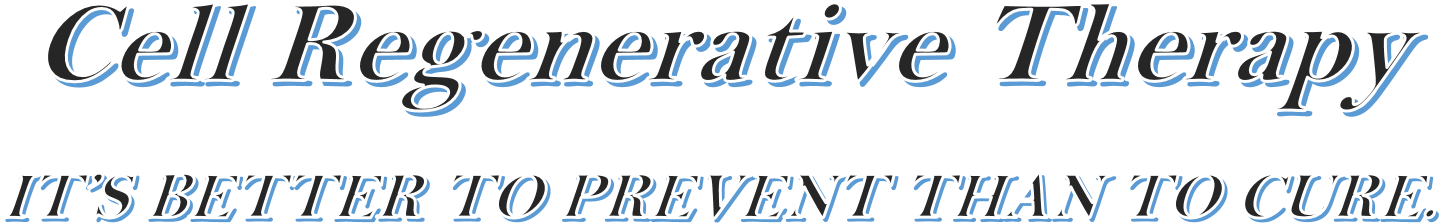 Cell Regenerative Therapy
IT'S BETTER TO PREVENT THAN TO CURE.